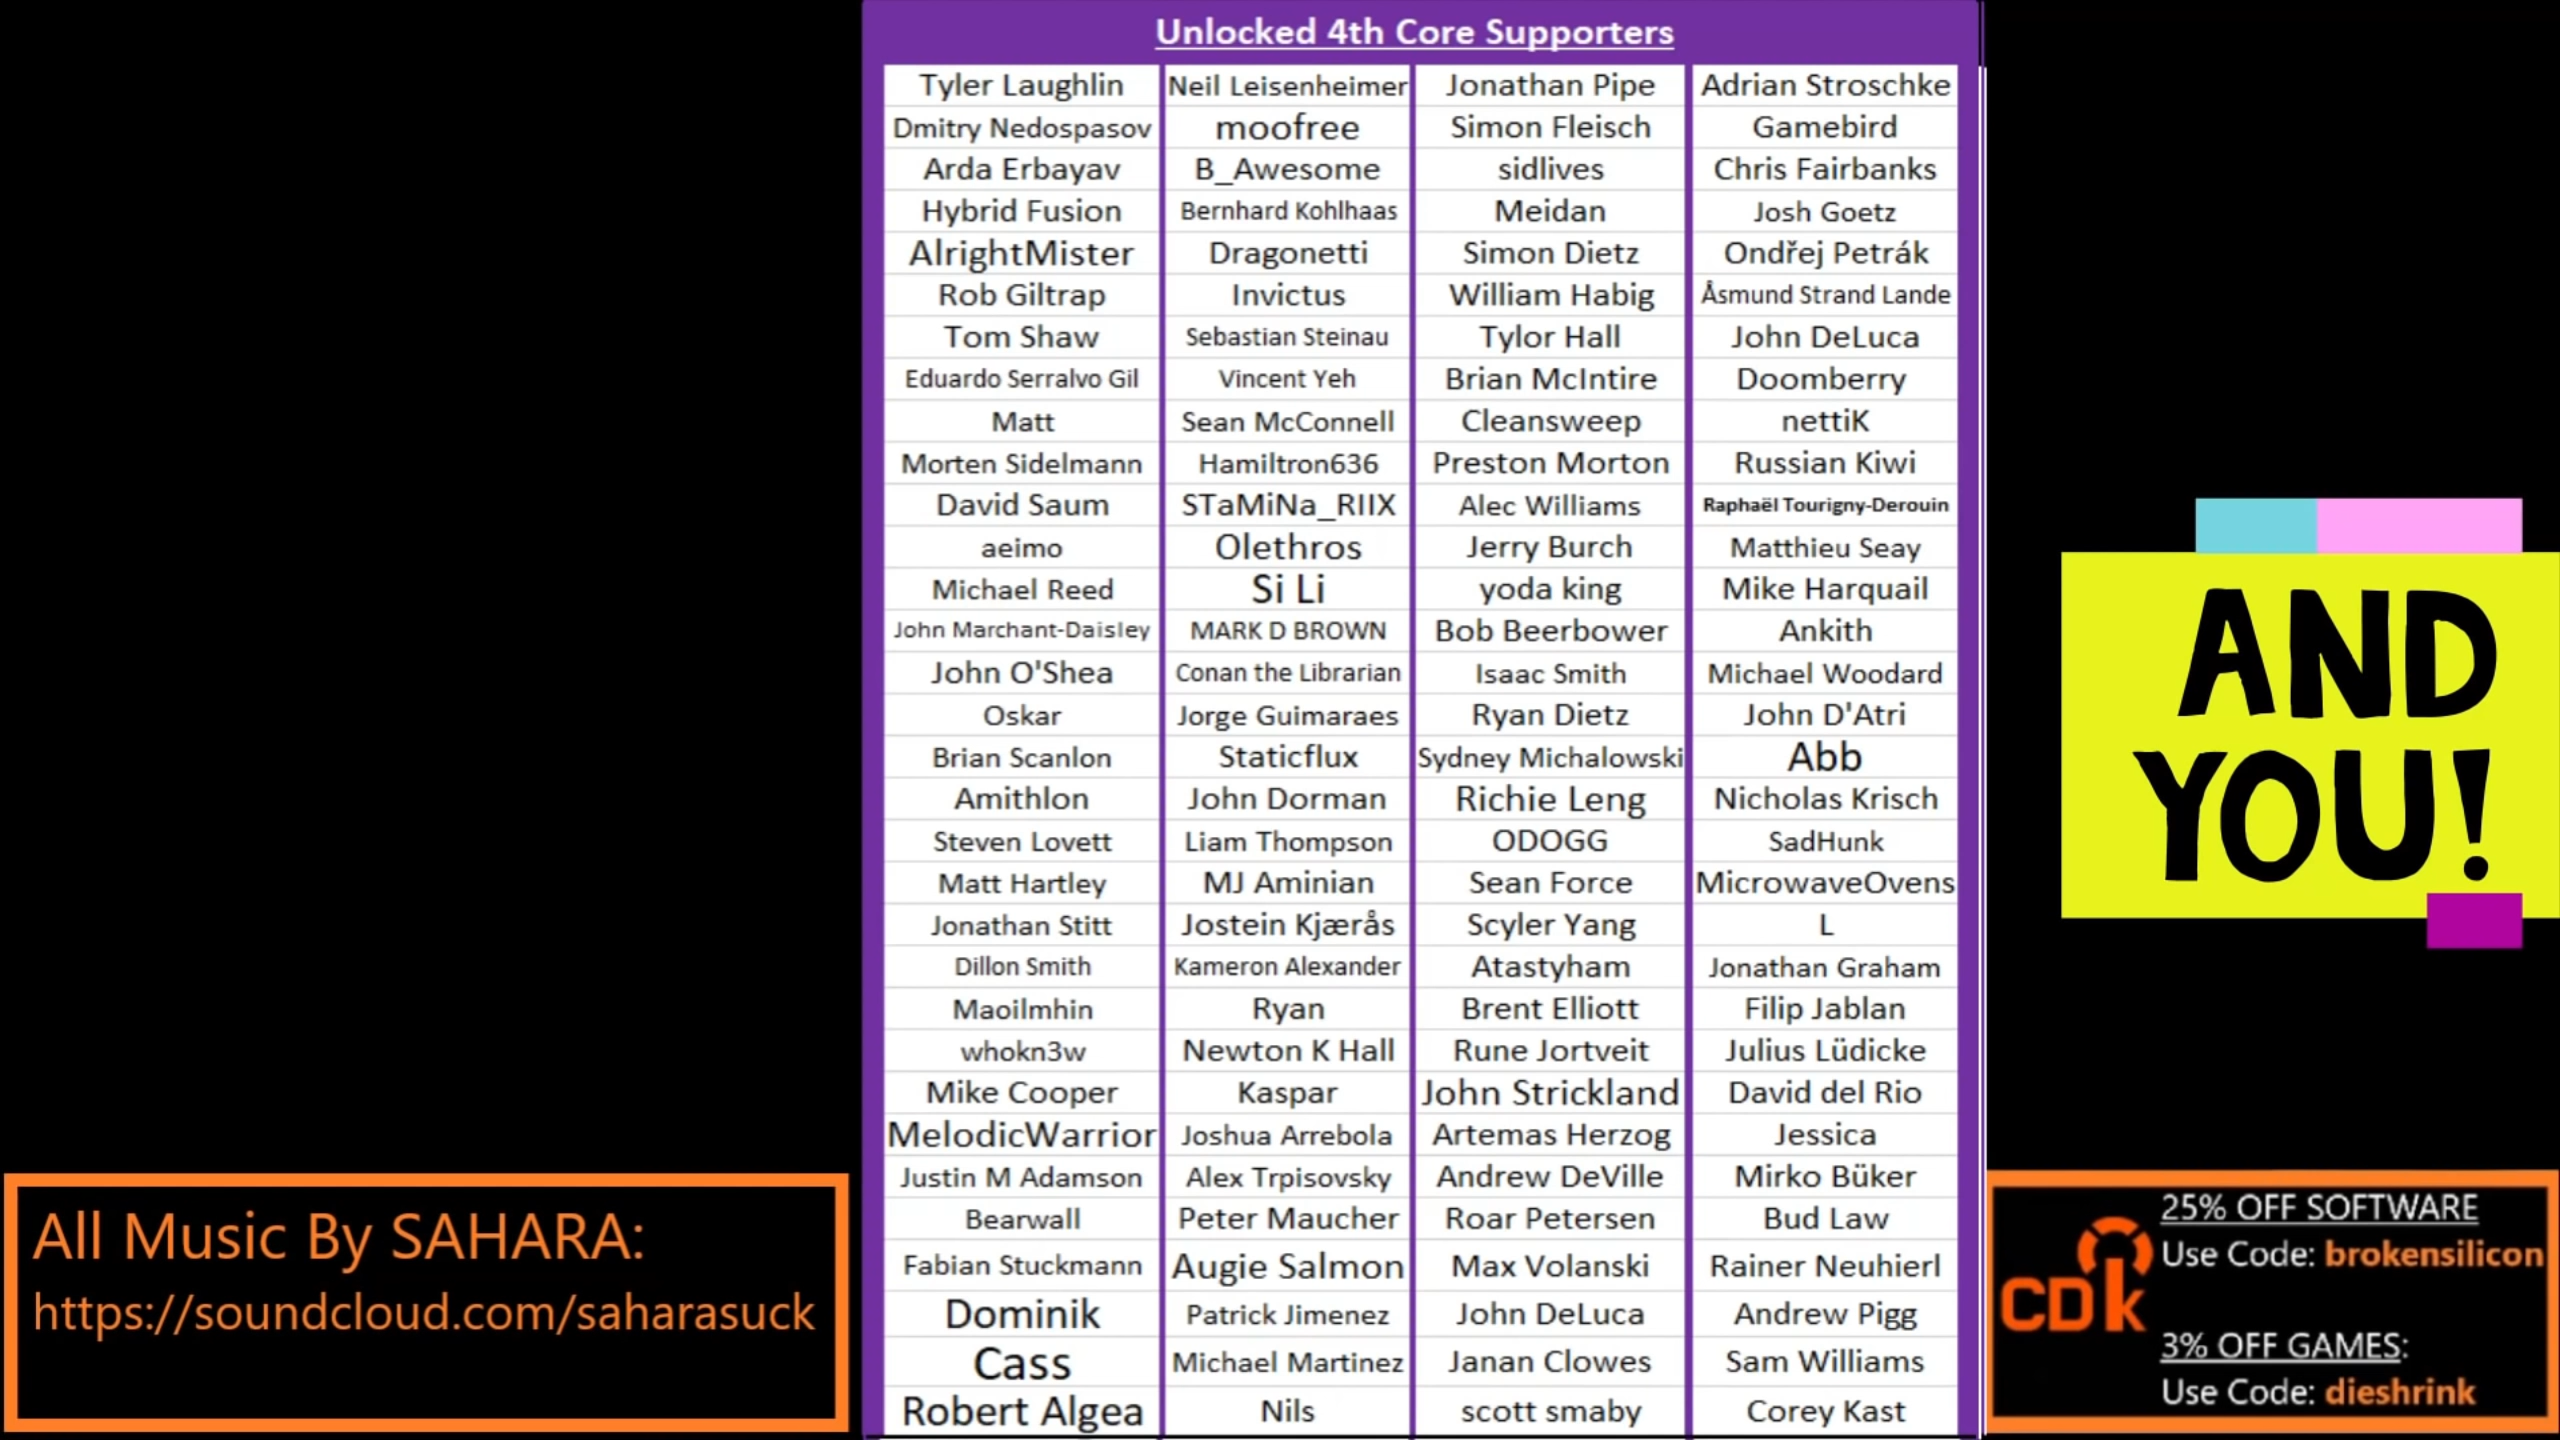 Unlocked 4th Core Supporters
Tyler Laughlin Neil Leisenheimer Jonathan Pipe Adrian Stroschke
Dmitry Nedospasov moofree Simon Fleisch Gamebird
Arda Erbayav B_Awesome sidlives Chris Fairbanks
Hybrid Fusion Bernhard Kohlhaas Meidan Josh Goetz
AlrightMister Dragonetti Simon Dietz Ondřej Petrák
Rob Giltrap Invictus William Habig Åsmund Strand Lande
Tom Shaw Sebastian Steinau Tylor Hall John DeLuca
Eduardo Serralvo Gil Vincent Yeh Brian McIntire Doomberry
Matt Sean McConnell Cleansweep nettiK
Morten Sidelmann Hamiltron636 Preston Morton Russian Kiwi
David Saum STaMiNa_RIIX Alec Williams Raphaël Tourigny-Derouin
aeimo Olethros Jerry Burch Matthieu Seay
Michael Reed Si Li yoda king Mike Harquail
John Marchant-Daisley MARK D BROWN Bob Beerbower Ankith
John O'Shea Conan the Librarian Isaac Smith Michael Woodard
Oskar Jorge Guimaraes Ryan Dietz John D'Atri
Brian Scanlon Staticflux Sydney Michalowski Abb
Amithlon John Dorman Richie Leng Nicholas Krisch
Steven Lovett Liam Thompson ODOGG SadHunk
Matt Hartley MJ Aminian Sean Force MicrowaveOvens
Jonathan Stitt Jostein Kjærås Scyler Yang L
Dillon Smith Kameron Alexander Atastyham Jonathan Graham
Maoilmhin Ryan Brent Elliott Filip Jablan
whokn3w Newton K Hall Rune Jortveit Julius Lüdicke
Mike Cooper Kaspar John Strickland David del Rio
MelodicWarrior Joshua Arrebola Artemas Herzog Jessica
Justin M Adamson Alex Trpisovsky Andrew DeVille Mirko Büker
Bearwall Peter Maucher Roar Petersen Bud Law
Fabian Stuckmann Augie Salmon Max Volanski Rainer Neuhierl
Dominik Patrick Jimenez John DeLuca Andrew Pigg
Cass Michael Martinez Janan Clowes Sam Williams
Robert Algea Nils scott smaby Corey Kast
AND
YOU!
All Music By SAHARA:
https://soundcloud.com/saharasuck
CDk
25% OFF SOFTWARE
Use Code: brokensilicon
3% OFF GAMES:
Use Code: dieshrink